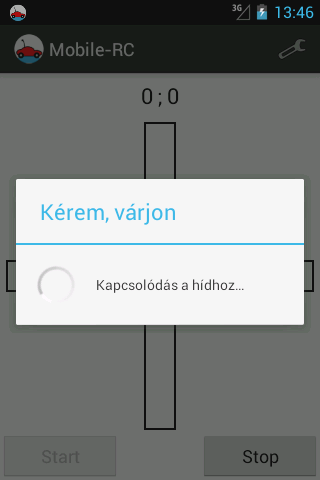 3G 13:46
Mobile-RC
0 ; 0
Kérem, várjon
Kapcsolódás a hídhoz...
Start Stop